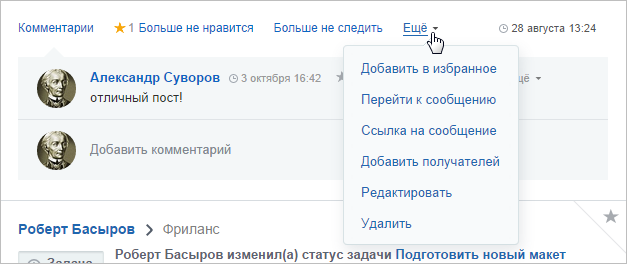 Комментарии 1 Больше не нравится Больше не следить Ещё 28 августа 13:24
Александр Суворов 3 октября 16:42
отличный пост!
Добавить комментарий
Добавить в избранное
Перейти к сообщению
Ссылка на сообщение
Добавить получателей
Редактировать
Удалить
Роберт Басыров > Фриланс
Роберт Басыров изменил(а) статус задачи Подготовить новый макет